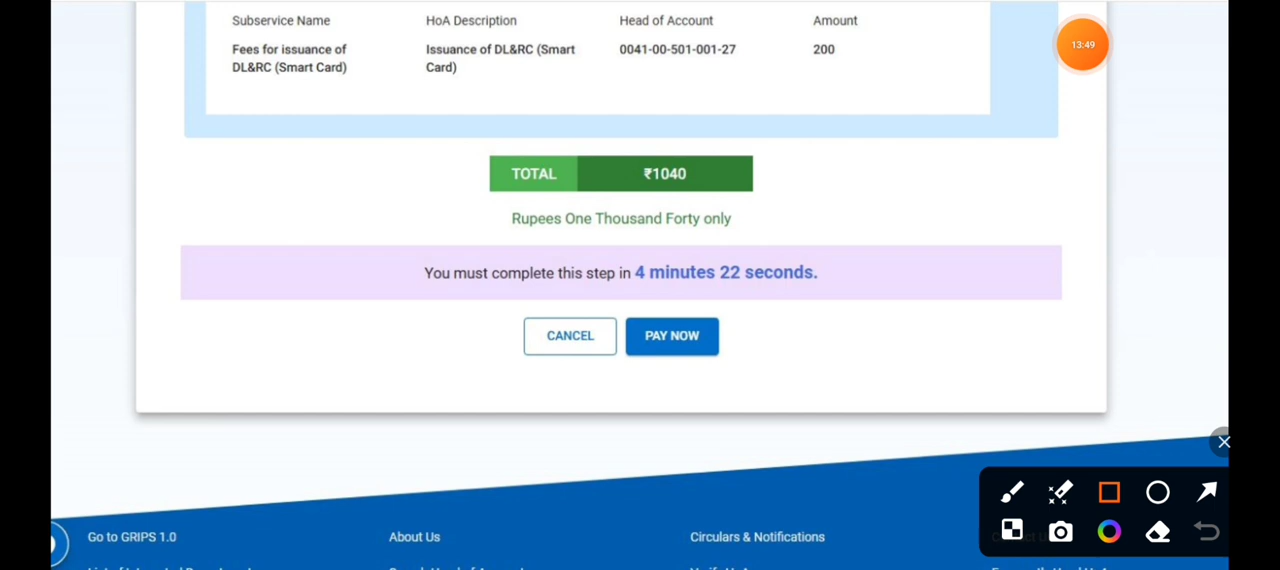 Subservice Name HoA Description Head of Account Amount
Fees for issuance of Issuance of DL&RC (Smart 0041-00-501-001-27 200
DL&RC (Smart Card) Card)
13:49
TOTAL ₹1040
Rupees One Thousand Forty only
You must complete this step in 4 minutes 22 seconds.
CANCEL PAY NOW
Go to GRIPS 1.0 About Us Circulars & Notifications